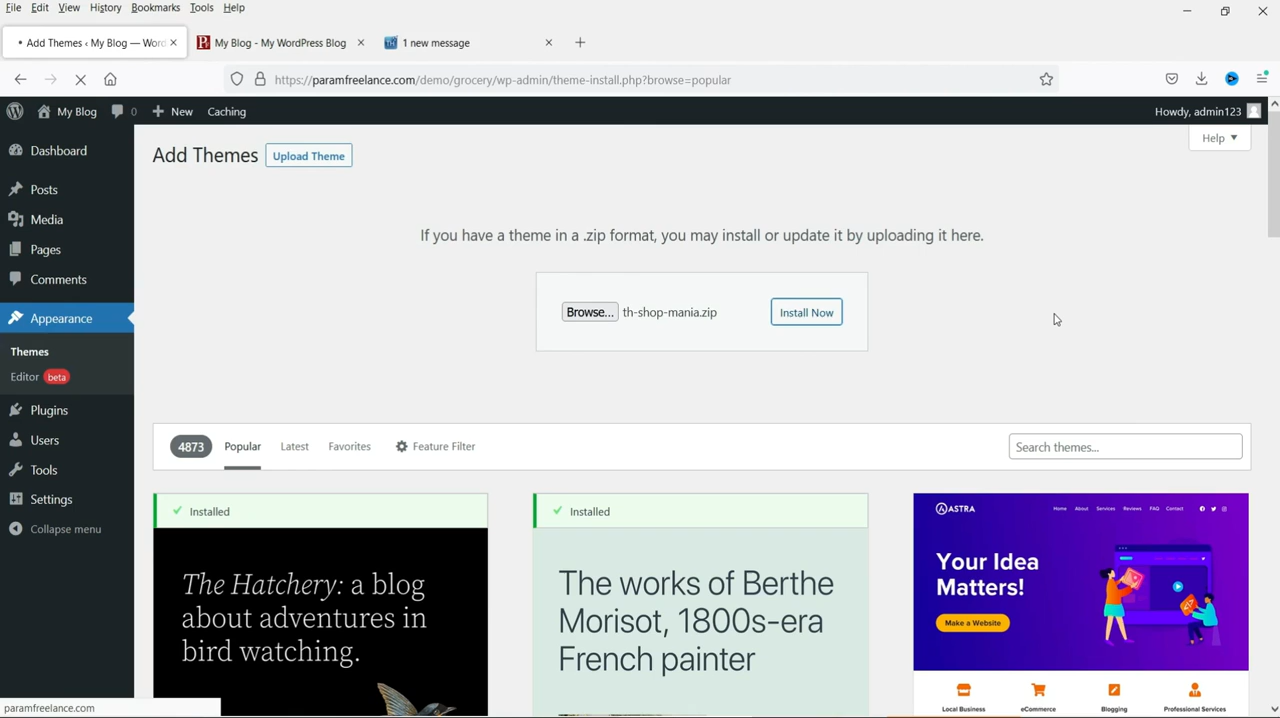 File Edit View History Bookmarks Tools Help
Add Themes ‹ My Blog — Word
My Blog - My WordPress Blog
1 new message
https://paramfreelance.com/demo/grocery/wp-admin/theme-install.php?browse=popular
My Blog 0 New Caching Howdy, admin123
Dashboard
Posts
Media
Pages
Comments
Appearance
Themes
Editor beta
Plugins
Users
Tools
Settings
Collapse menu
Add Themes Upload Theme
Help
If you have a theme in a .zip format, you may install or update it by uploading it here.
Browse... th-shop-mania.zip Install Now
4873 Popular Latest Favorites Feature Filter Search themes...
Installed
The Hatchery: a blog
about adventures in
bird watching.
Installed
The works of Berthe
Morisot, 1800s-era
French painter
ASTRA Home About Services Reviews FAQ Contact
Your Idea
Matters!
Make a Website
Local Business eCommerce Blogging Professional Services
paramfreelance.com